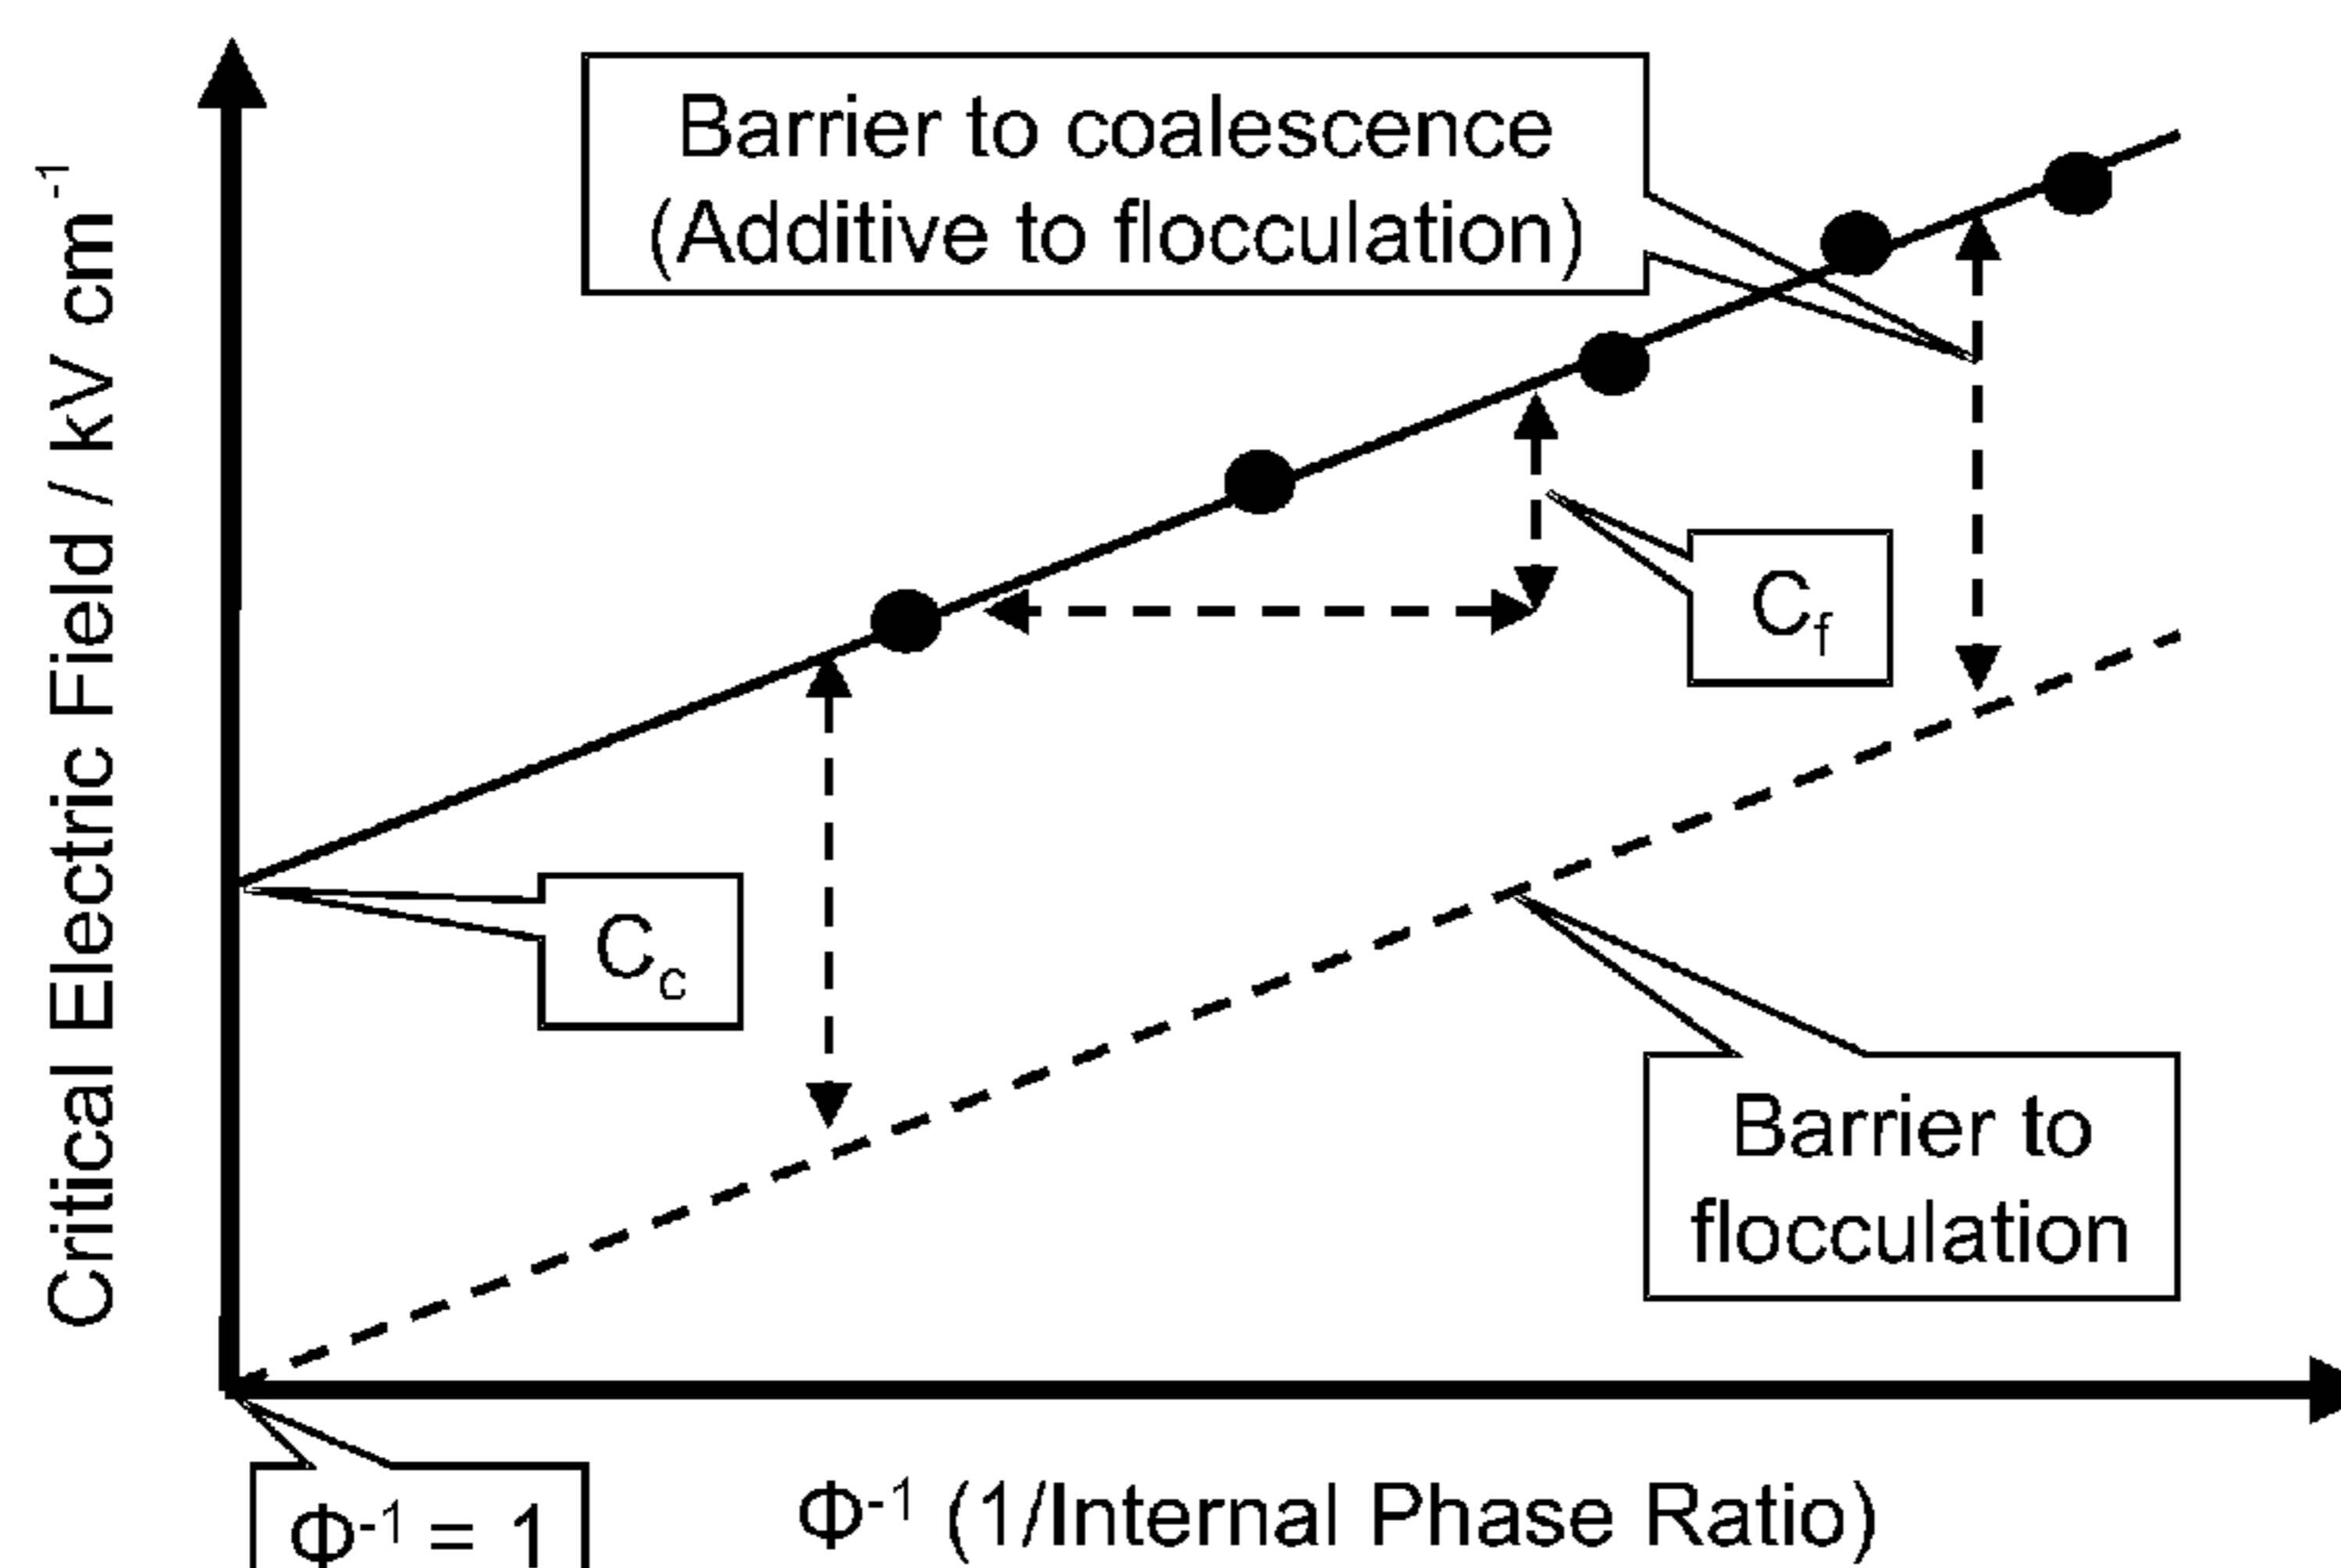 Critical Electric Field / kV cm⁻¹
Barrier to coalescence
(Additive to flocculation)
C_f
C_c
Barrier to
flocculation
Φ⁻¹ = 1
Φ⁻¹ (1/Internal Phase Ratio)